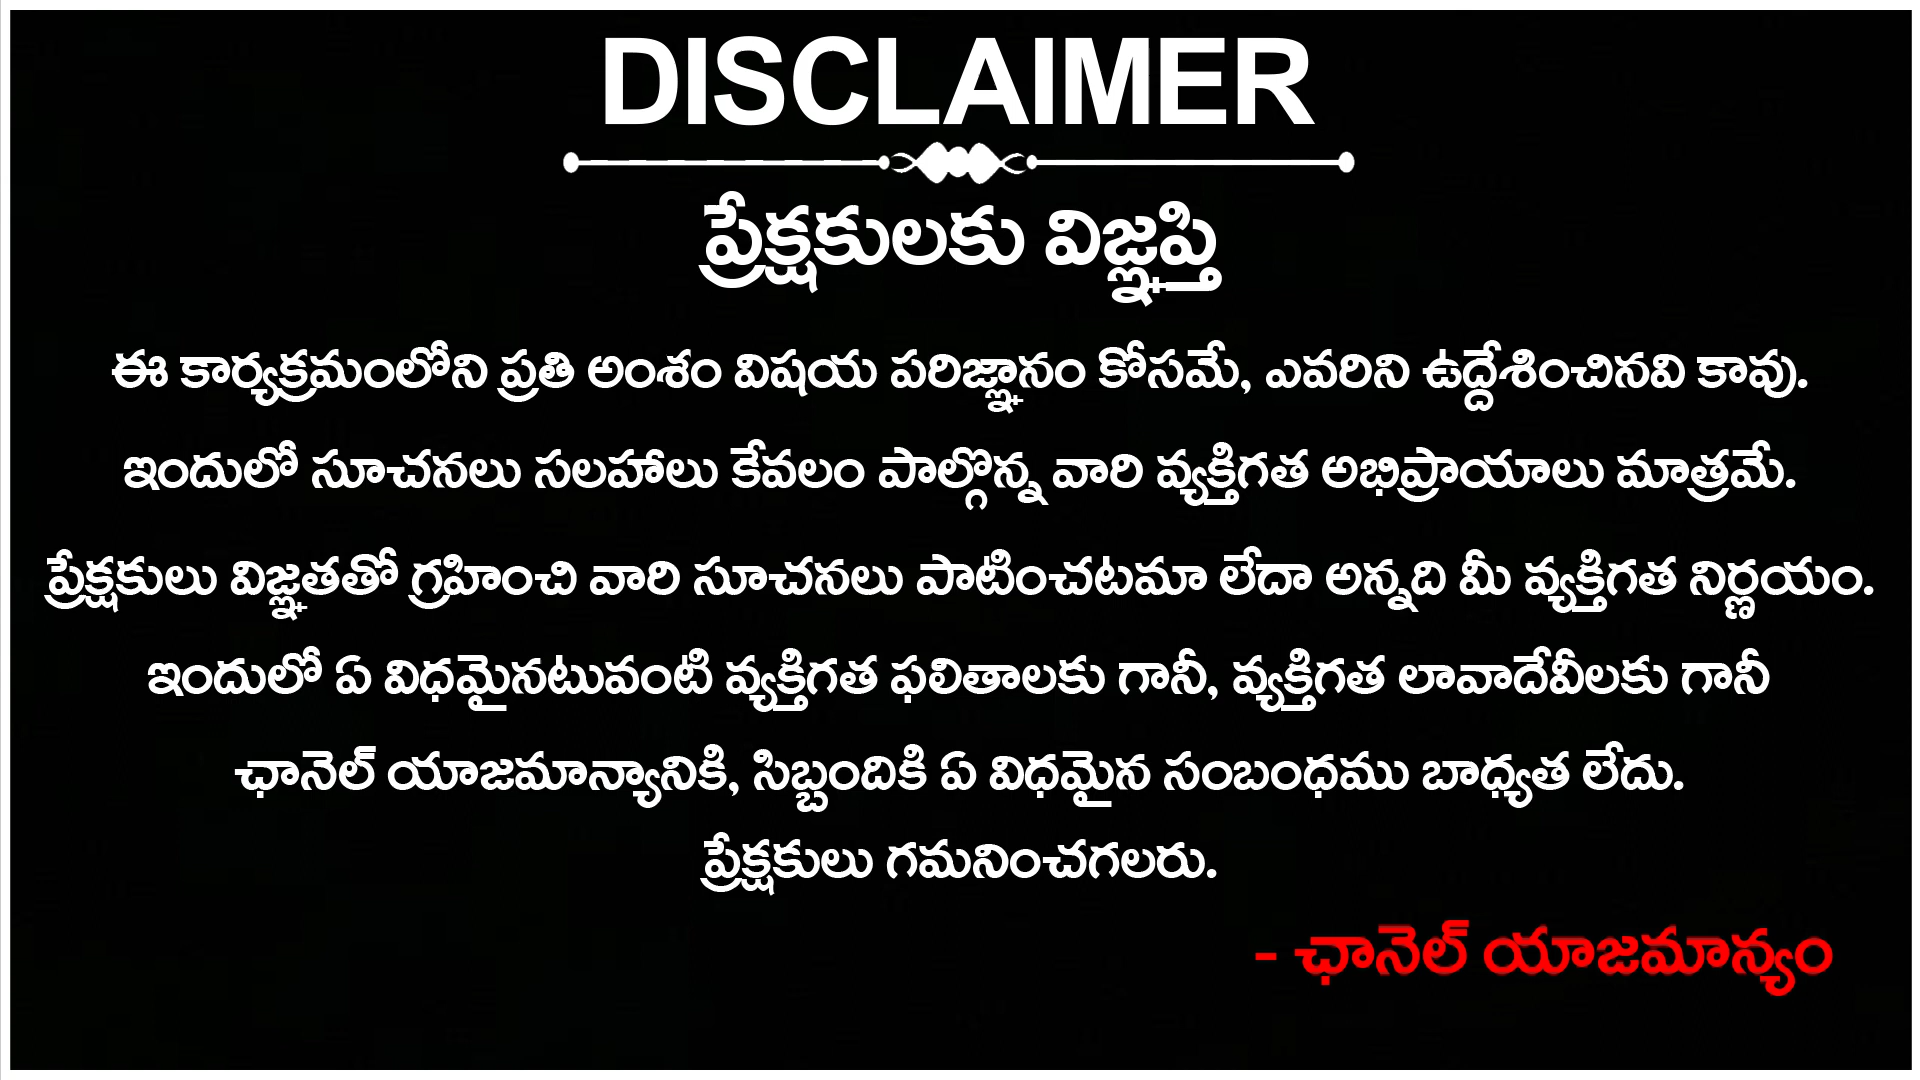 DISCLAIMER
ప్రేక్షకులకు విజ్ఞప్తి
ఈ కార్యక్రమంలోని ప్రతి అంశం విషయ పరిజ్ఞానం కోసమే, ఎవరిని ఉద్దేశించినవి కావు.
ఇందులో సూచనలు సలహాలు కేవలం పాల్గొన్న వారి వ్యక్తిగత అభిప్రాయాలు మాత్రమే.
ప్రేక్షకులు విజ్ఞతతో గ్రహించి వారి సూచనలు పాటించటమా లేదా అన్నది మీ వ్యక్తిగత నిర్ణయం.
ఇందులో ఏ విధమైనటువంటి వ్యక్తిగత ఫలితాలకు గానీ, వ్యక్తిగత లావాదేవీలకు గానీ
ఛానెల్ యాజమాన్యానికి, సిబ్బందికి ఏ విధమైన సంబంధము బాధ్యత లేదు.
ప్రేక్షకులు గమనించగలరు.
- ఛానెల్ యాజమాన్యం